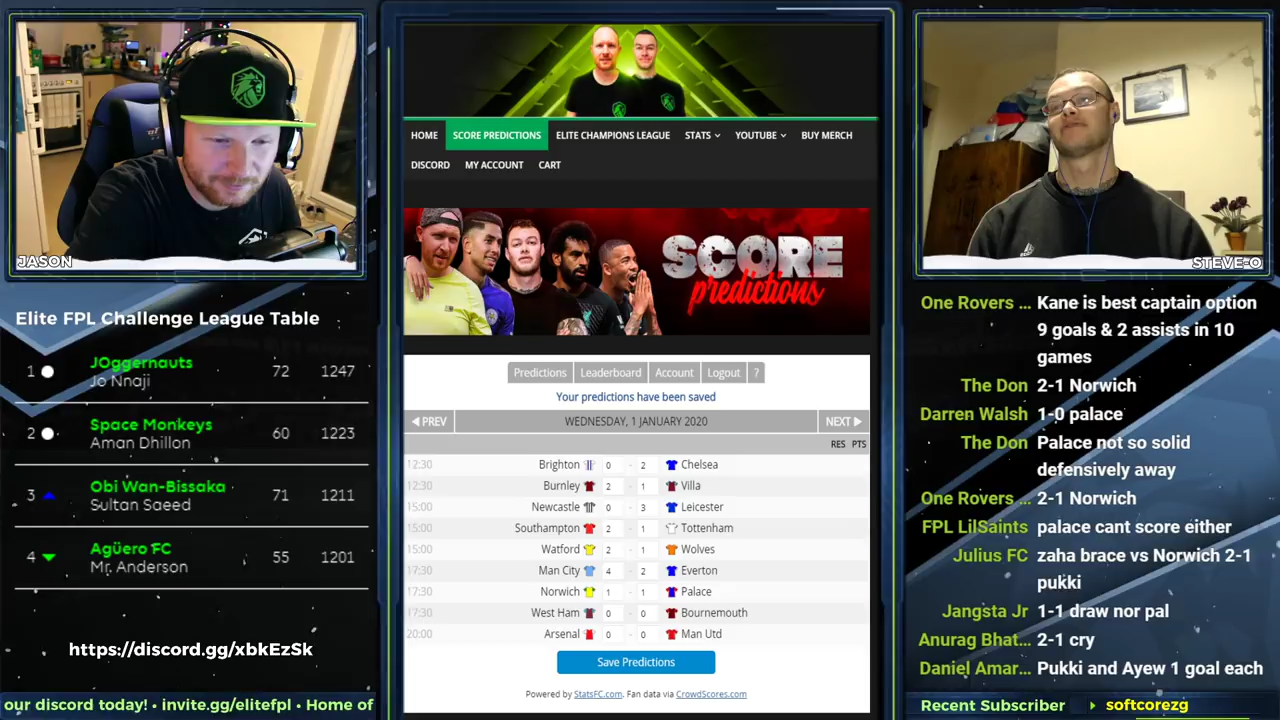 JASON
Elite FPL Challenge League Table
1 JOggernauts 72 1247
Jo Nnaji
2 Space Monkeys 60 1223
Aman Dhillon
3 Obi Wan-Bissaka 71 1211
Sultan Saeed
4 Agüero FC 55 1201
Mr. Anderson
https://discord.gg/xbkEzSk
our discord today! • invite.gg/elitefpl • Home of
HOME SCORE PREDICTIONS ELITE CHAMPIONS LEAGUE STATS YOUTUBE BUY MERCH
DISCORD MY ACCOUNT CART
SCORE
predictions
Predictions Leaderboard Account Logout ?
Your predictions have been saved
◀ PREV WEDNESDAY, 1 JANUARY 2020 NEXT ▶
RES PTS
12:30 Brighton 0 - 2 Chelsea
12:30 Burnley 2 - 1 Villa
15:00 Newcastle 0 - 3 Leicester
15:00 Southampton 2 - 1 Tottenham
15:00 Watford 2 - 1 Wolves
17:30 Man City 4 - 2 Everton
17:30 Norwich 1 - 1 Palace
17:30 West Ham 0 - 0 Bournemouth
20:00 Arsenal 0 - 0 Man Utd
Save Predictions
Powered by StatsFC.com. Fan data via CrowdScores.com
STEVE-O
One Rovers ... Kane is best captain option
9 goals & 2 assists in 10
games
The Don 2-1 Norwich
Darren Walsh 1-0 palace
The Don Palace not so solid
defensively away
One Rovers ... 2-1 Norwich
FPL LilSaints palace cant score either
Julius FC zaha brace vs Norwich 2-1
pukki
Jangsta Jr 1-1 draw nor pal
Anurag Bhat... 2-1 cry
Daniel Amar... Pukki and Ayew 1 goal each
Recent Subscriber softcorezg